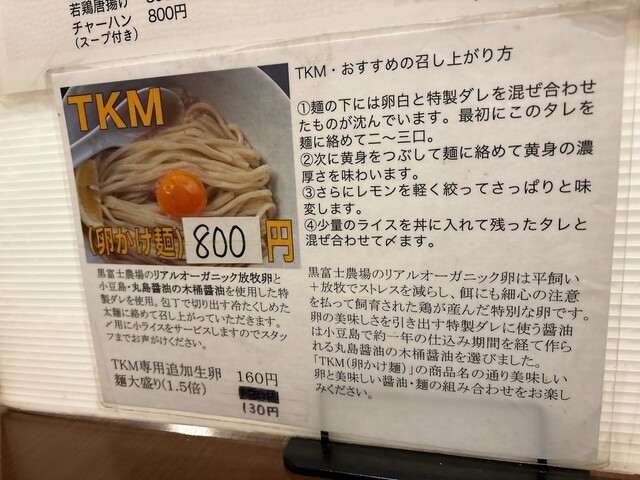 若鶏唐揚げ
チャーハン 800円
(スープ付き)
TKM
(卵かけ麺) 800円
黒富士農場のリアルオーガニック放牧卵と
小豆島・丸島醤油の木桶醤油を使用した特
製ダレを使用。包丁で切り出す冷たくしめた
太麺に絡めて召し上がっていただきます。
〆用に小ライスをサービスしますのでスタッ
フまでお声がけください。
TKM専用追加生卵 160円
麺大盛り(1.5倍)
130円
TKM・おすすめの召し上がり方
①麺の下には卵白と特製ダレを混ぜ合わせ
たものが沈んでいます。最初にこのタレを
麺に絡めて二〜三口。
②次に黄身をつぶして麺に絡めて黄身の濃
厚さを味わいます。
③さらにレモンを軽く絞ってさっぱりと味
変します。
④少量のライスを丼に入れて残ったタレと
混ぜ合わせて〆ます。
黒富士農場のリアルオーガニック卵は平飼い
+放牧でストレスを減らし、餌にも細心の注意
を払って飼育された鶏が産んだ特別な卵です。
卵の美味しさを引き出す特製ダレに使う醤油
は小豆島で約一年の仕込み期間を経て作ら
れる丸島醤油の木桶醤油を選びました。
「TKM(卵かけ麺)」の商品名の通り美味しい
卵と美味しい醤油・麺の組み合わせをお楽し
みください。